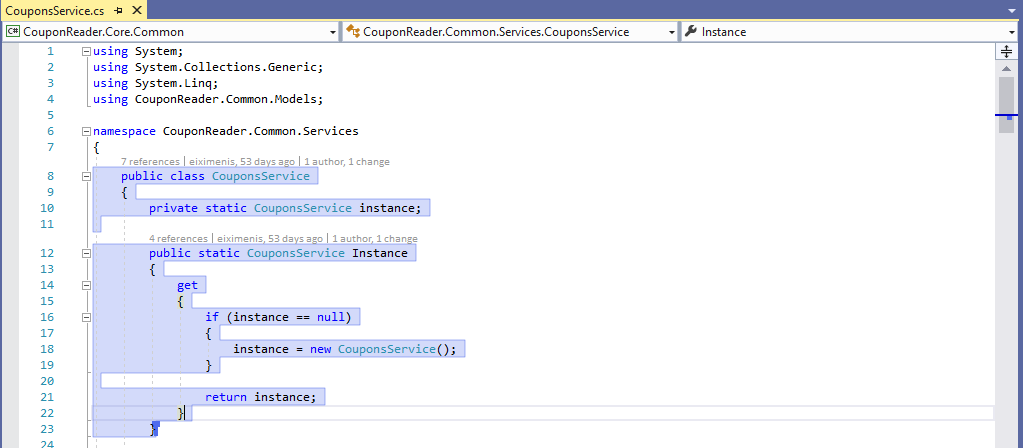 CouponsService.cs
C# CouponReader.Core.Common CouponReader.Common.Services.CouponsService Instance
1 using System;
2 using System.Collections.Generic;
3 using System.Linq;
4 using CouponReader.Common.Models;
5
6 namespace CouponReader.Common.Services
7 {
7 references | eiximenis, 53 days ago | 1 author, 1 change
8 public class CouponsService
9 {
10 private static CouponsService instance;
11
4 references | eiximenis, 53 days ago | 1 author, 1 change
12 public static CouponsService Instance
13 {
14 get
15 {
16 if (instance == null)
17 {
18 instance = new CouponsService();
19 }
20
21 return instance;
22 }
23 }
24